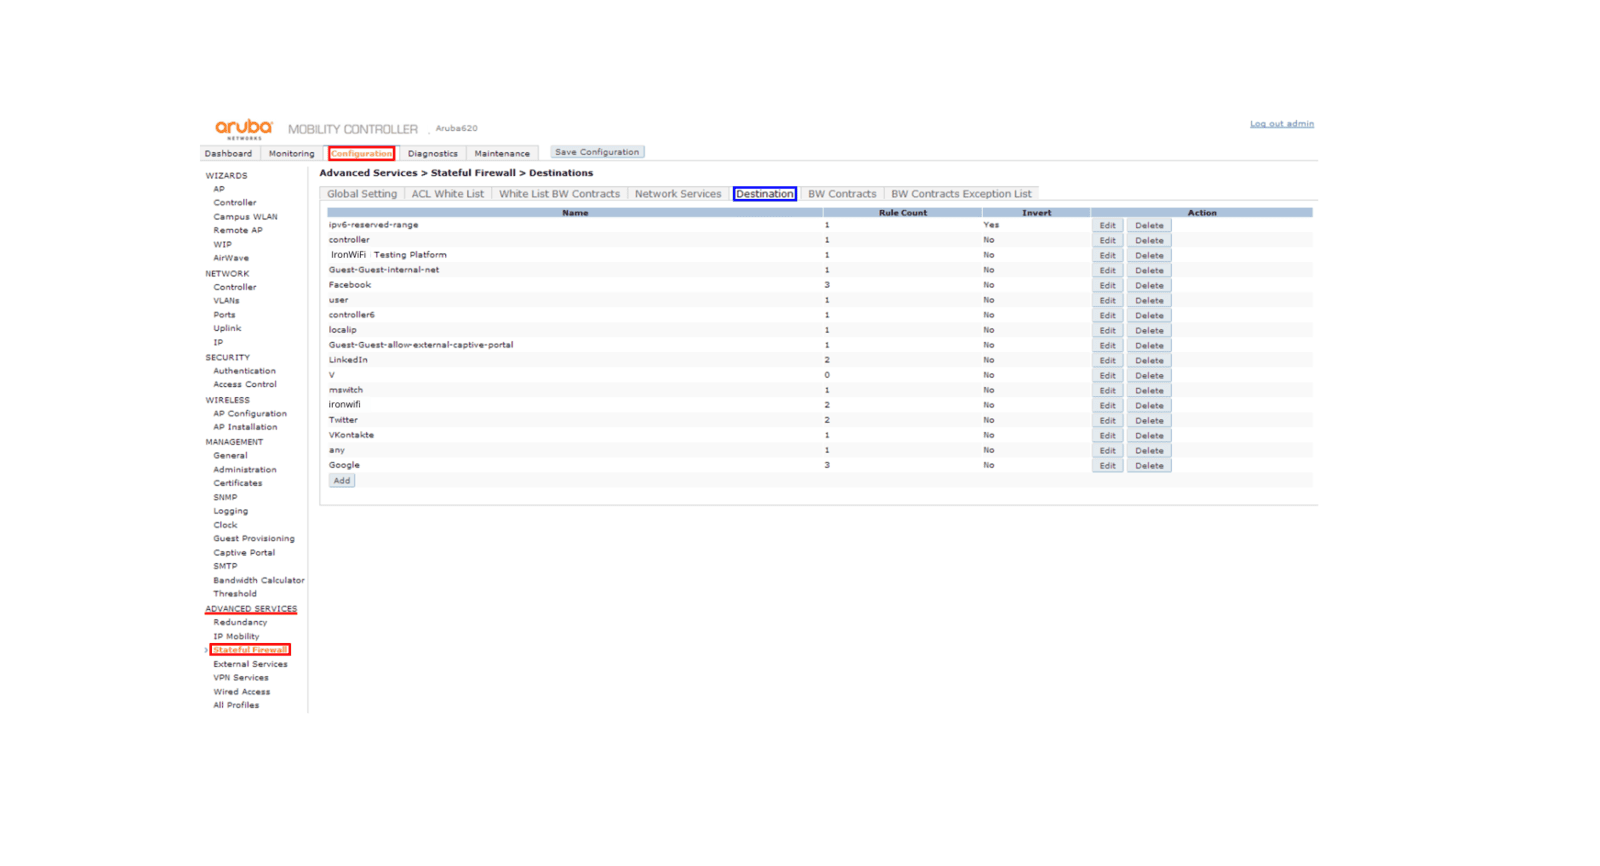 aruba NETWORKS MOBILITY CONTROLLER . Aruba620 Log out admin
Dashboard Monitoring Configuration Diagnostics Maintenance Save Configuration
WIZARDS
AP
Controller
Campus WLAN
Remote AP
WIP
AirWave
NETWORK
Controller
VLANs
Ports
Uplink
IP
SECURITY
Authentication
Access Control
WIRELESS
AP Configuration
AP Installation
MANAGEMENT
General
Administration
Certificates
SNMP
Logging
Clock
Guest Provisioning
Captive Portal
SMTP
Bandwidth Calculator
Threshold
ADVANCED SERVICES
Redundancy
IP Mobility
> Stateful Firewall
External Services
VPN Services
Wired Access
All Profiles
Advanced Services > Stateful Firewall > Destinations
Global Setting ACL White List White List BW Contracts Network Services Destination BW Contracts BW Contracts Exception List
Name Rule Count Invert Action
ipv6-reserved-range 1 Yes Edit Delete
controller 1 No Edit Delete
IronWiFi Testing Platform 1 No Edit Delete
Guest-Guest-internal-net 1 No Edit Delete
Facebook 3 No Edit Delete
user 1 No Edit Delete
controller6 1 No Edit Delete
localip 1 No Edit Delete
Guest-Guest-allow-external-captive-portal 1 No Edit Delete
LinkedIn 2 No Edit Delete
V 0 No Edit Delete
mswitch 1 No Edit Delete
ironwifi 2 No Edit Delete
Twitter 2 No Edit Delete
VKontakte 1 No Edit Delete
any 1 No Edit Delete
Google 3 No Edit Delete
Add